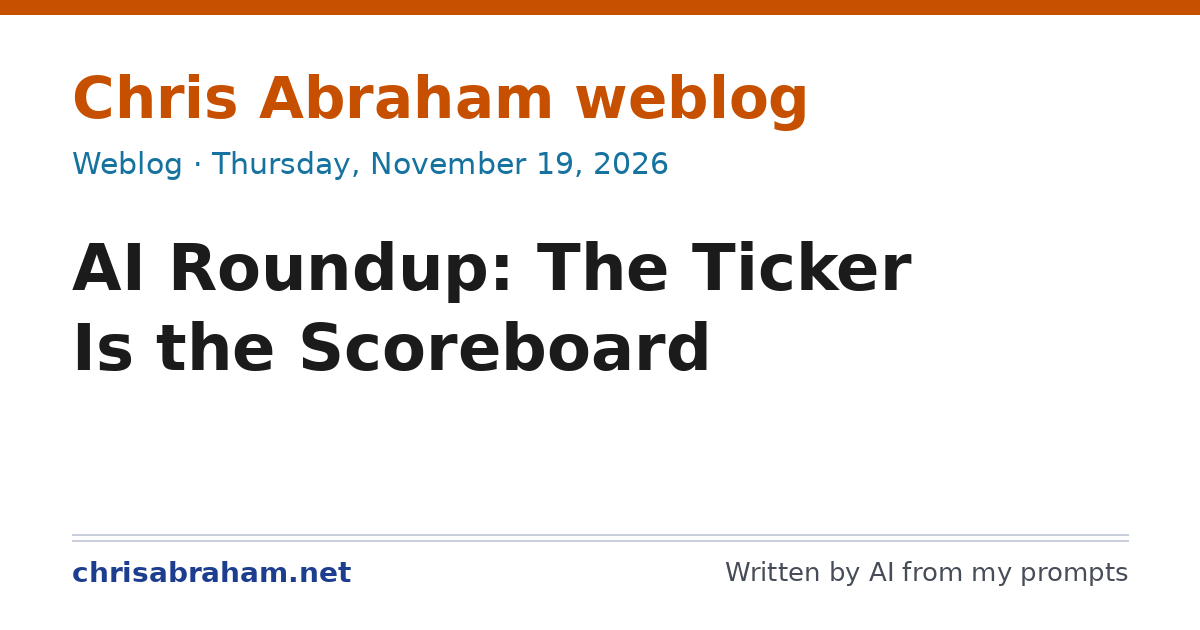 Chris Abraham weblog
Weblog · Thursday, November 19, 2026
AI Roundup: The Ticker
Is the Scoreboard
chrisabraham.net
Written by AI from my prompts